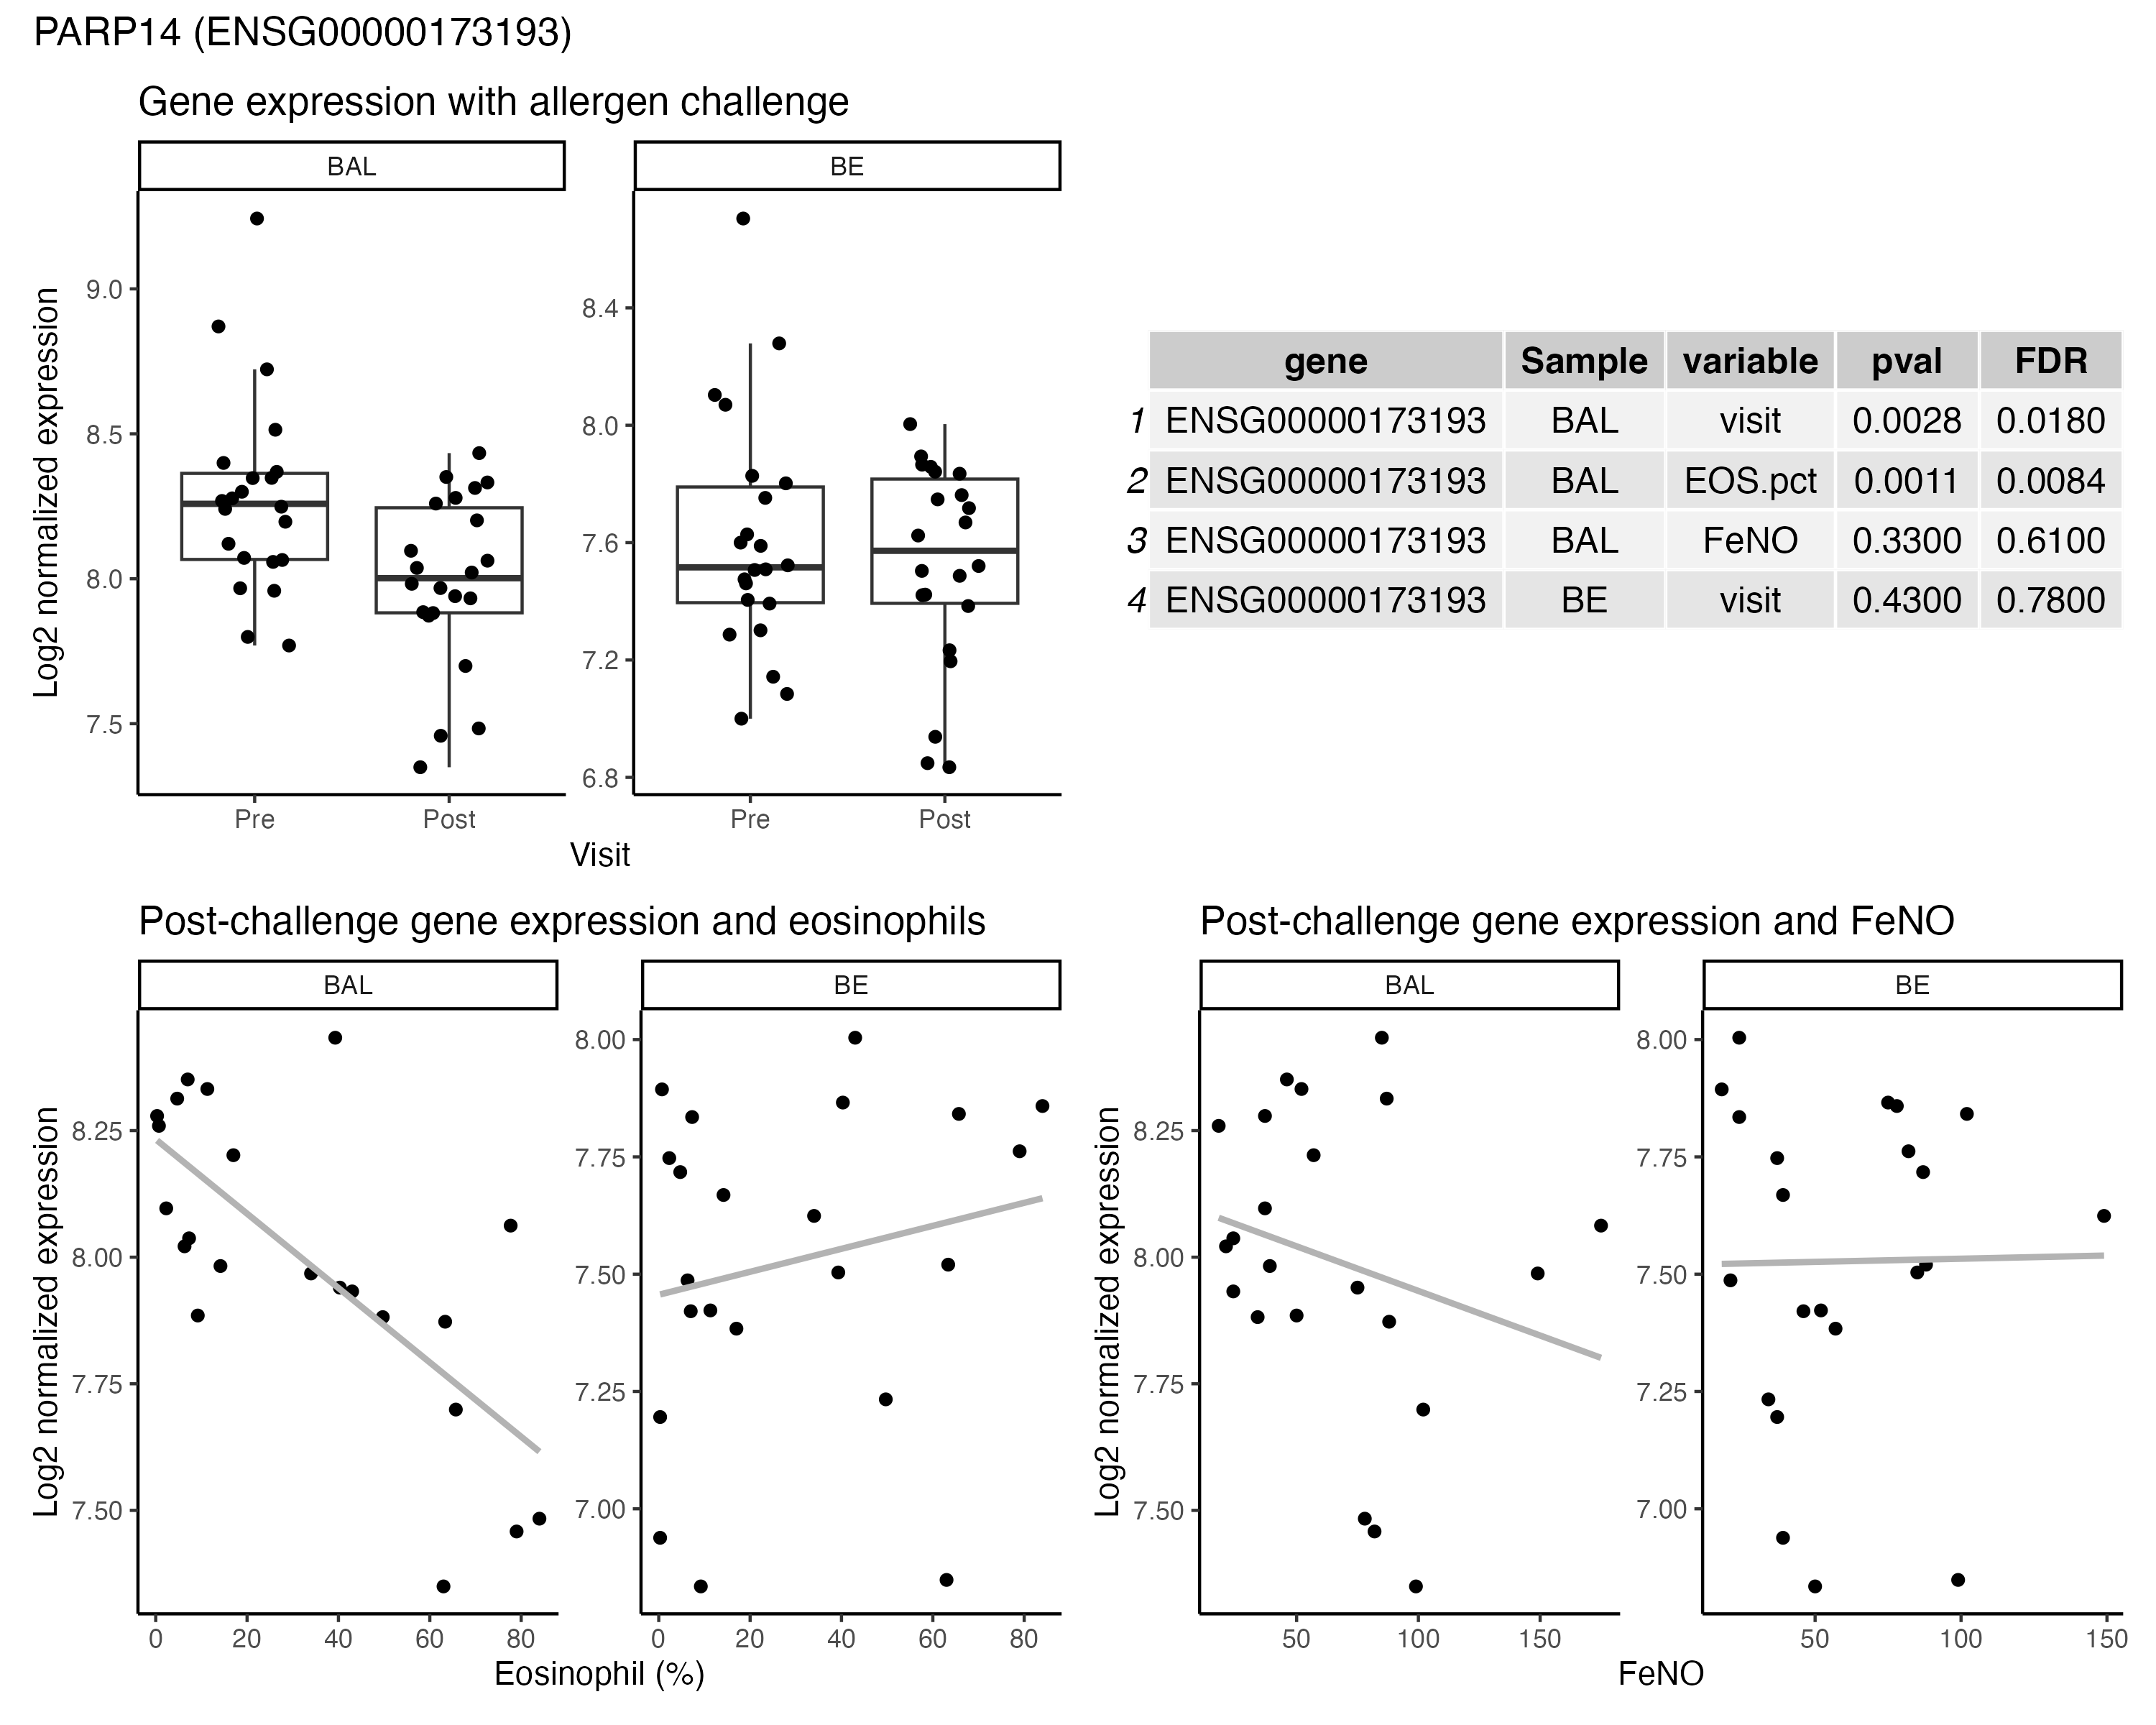 PARP14 (ENSG00000173193)
Gene expression with allergen challenge
BAL BE
Log2 normalized expression
9.0
8.5
8.0
7.5
8.4
8.0
7.6
7.2
6.8
Pre Post Pre Post
Visit
gene Sample variable pval FDR
1 ENSG00000173193 BAL visit 0.0028 0.0180
2 ENSG00000173193 BAL EOS.pct 0.0011 0.0084
3 ENSG00000173193 BAL FeNO 0.3300 0.6100
4 ENSG00000173193 BE visit 0.4300 0.7800
Post-challenge gene expression and eosinophils
BAL BE
Log2 normalized expression
8.25
8.00
7.75
7.50
8.00
7.75
7.50
7.25
7.00
0 20 40 60 80 0 20 40 60 80
Eosinophil (%)
Post-challenge gene expression and FeNO
BAL BE
Log2 normalized expression
8.25
8.00
7.75
7.50
8.00
7.75
7.50
7.25
7.00
50 100 150 50 100 150
FeNO